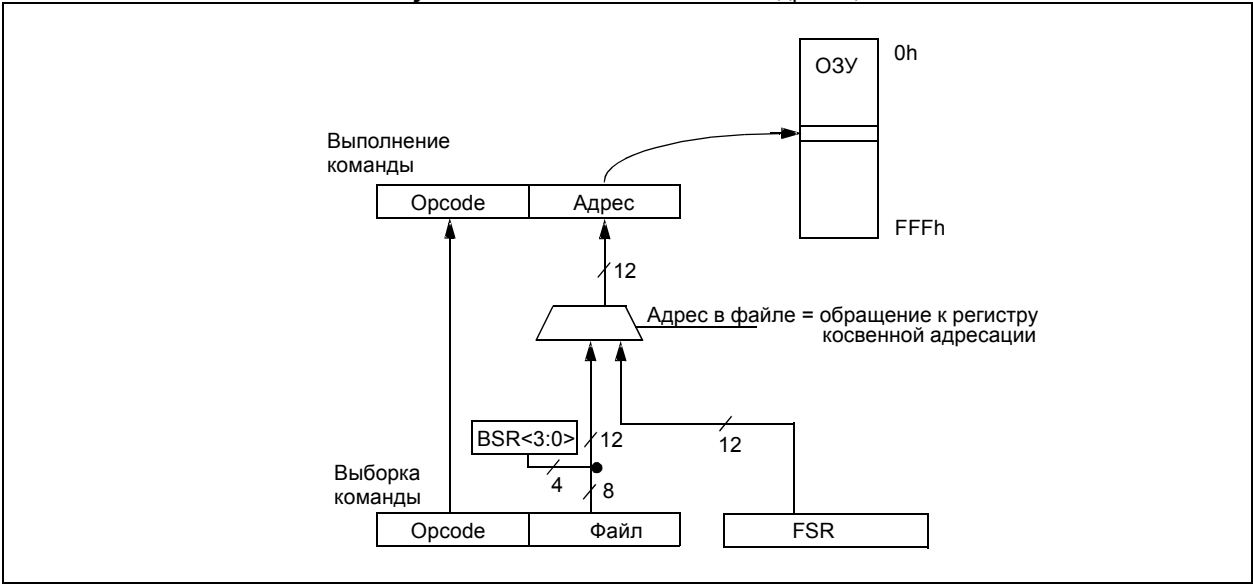 ОЗУ
0h
FFFh
Выполнение
команды
Opcode
Адрес
12
Адрес в файле = обращение к регистру
косвенной адресации
BSR<3:0>
12
12
4
8
Выборка
команды
Opcode
Файл
FSR